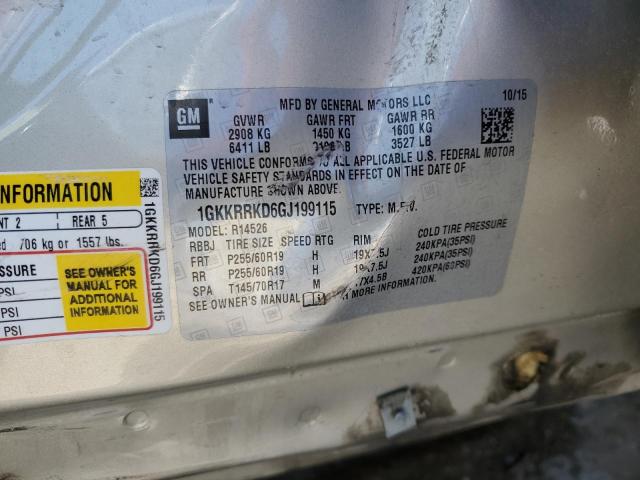 GM
MFD BY GENERAL MOTORS LLC
10/15
GVWR GAWR FRT GAWR RR
2908 KG 1450 KG 1600 KG
6411 LB LB 3527 LB
THIS VEHICLE CONFORMS TO ALL APPLICABLE U.S. FEDERAL MOTOR
VEHICLE SAFETY STANDARDS IN EFFECT ON THE DATE OF
MANUFACTURE SHOWN ABOVE.
1GKKRRKD6GJ199115 TYPE:
MODEL: R14526
RBBJ TIRE SIZE SPEED RTG RIM COLD TIRE PRESSURE
FRT P255/60R19 H 240KPA(35PSI)
RR P255/60R19 H 240KPA(35PSI)
SPA T145/70R17 M 420KPA(60PSI)
SEE OWNER'S MANUAL FOR MORE INFORMATION.
INFORMATION
2 REAR 5
706 kg or 1557 lbs.
SEE OWNER'S
MANUAL FOR
ADDITIONAL
INFORMATION
PSI
PSI
PSI
1GKKRRKD6GJ199115